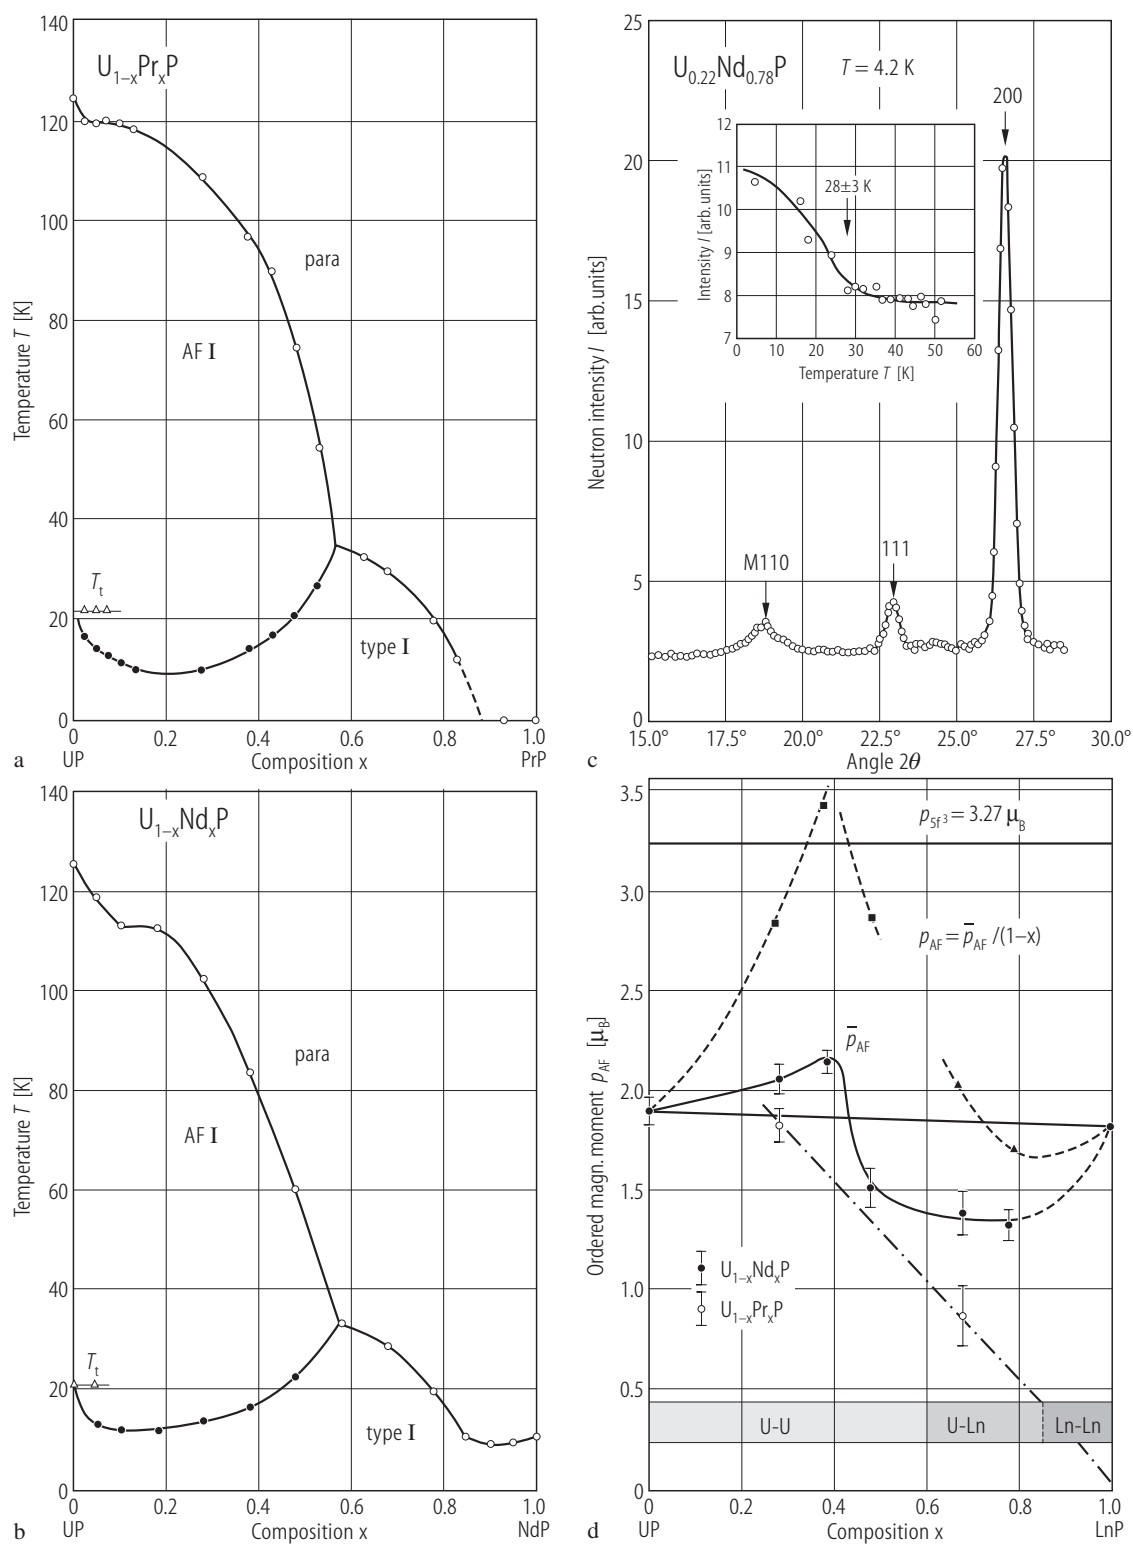 U1–xPrxP
140
120
100
80
60
40
20
0
Temperature T [K]
para
AF I
Tt
type I
0
0.2
0.4
0.6
0.8
1.0
UP
Composition x
PrP
a
U1–xNdxP
140
120
100
80
60
40
20
0
Temperature T [K]
para
AF I
Tt
type I
0
0.2
0.4
0.6
0.8
1.0
UP
Composition x
NdP
b
25
20
15
10
5
0
Neutron intensity I [arb. units]
U0.22Nd0.78P
T = 4.2 K
200
12
11
10
9
8
7
Intensity I [arb. units]
28±3 K
0
10
20
30
40
50
60
Temperature T [K]
M110
111
15.0°
17.5°
20.0°
22.5°
25.0°
27.5°
30.0°
Angle 2θ
c
3.5
3.0
2.5
2.0
1.5
1.0
0.5
0
Ordered magn. moment pAF [μB]
p5f3 = 3.27 μB
pAF = p̄AF /(1–x)
p̄AF
U1–xNdxP
U1–xPrxP
U-U
U-Ln
Ln-Ln
0
0.2
0.4
0.6
0.8
1.0
UP
Composition x
LnP
d